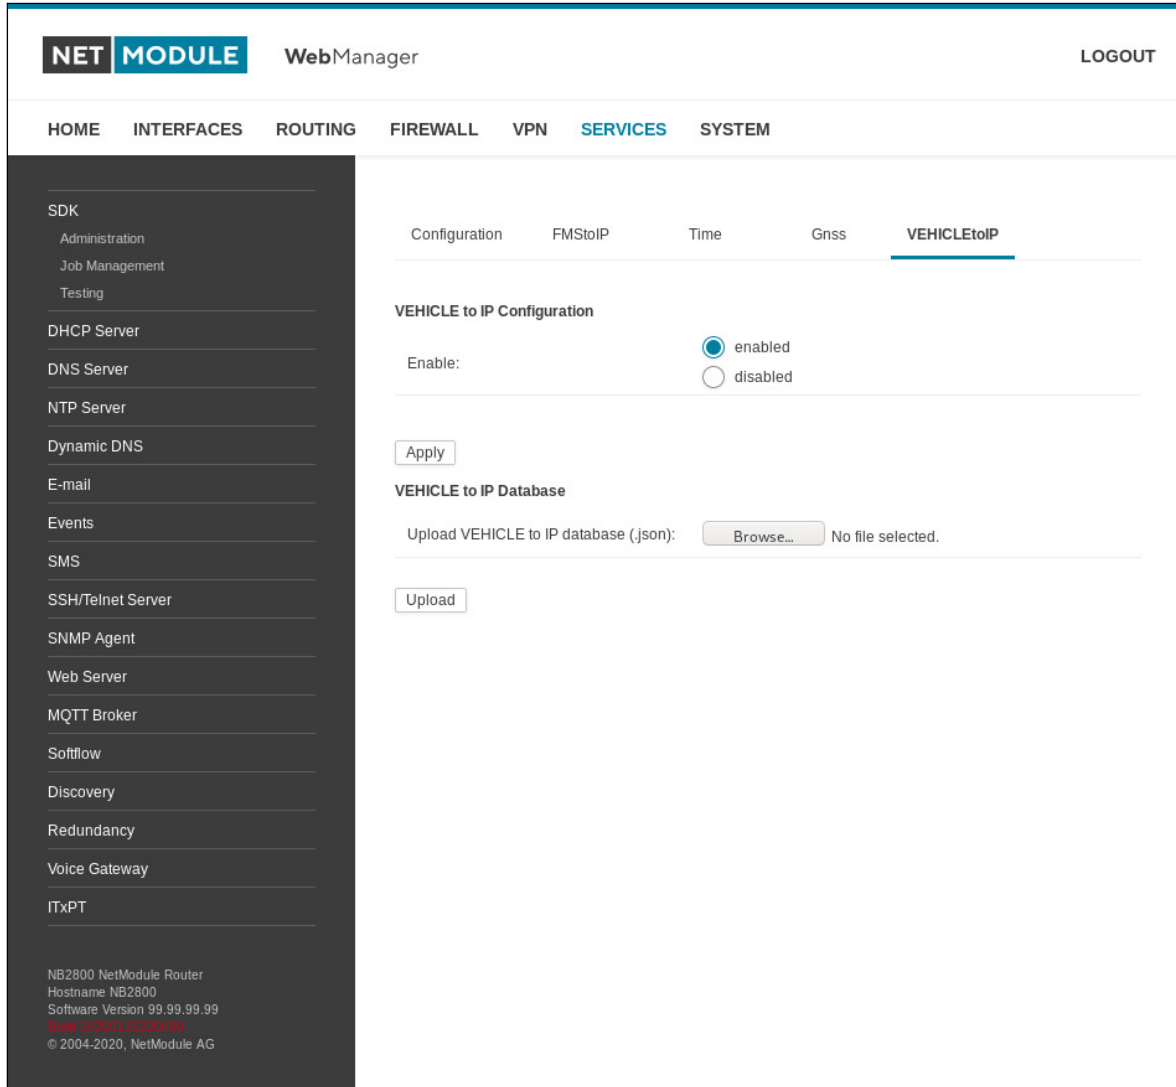 NET MODULE WebManager LOGOUT
HOME INTERFACES ROUTING FIREWALL VPN SERVICES SYSTEM
SDK
Administration
Job Management
Testing
DHCP Server
DNS Server
NTP Server
Dynamic DNS
E-mail
Events
SMS
SSH/Telnet Server
SNMP Agent
Web Server
MQTT Broker
Softflow
Discovery
Redundancy
Voice Gateway
ITxPT
NB2800 NetModule Router
Hostname NB2800
Software Version 99.99.99.99
Build
© 2004-2020, NetModule AG
Configuration FMStoIP Time Gnss VEHICLEtoIP
VEHICLE to IP Configuration
Enable:
enabled
disabled
Apply
VEHICLE to IP Database
Upload VEHICLE to IP database (.json): Browse... No file selected.
Upload